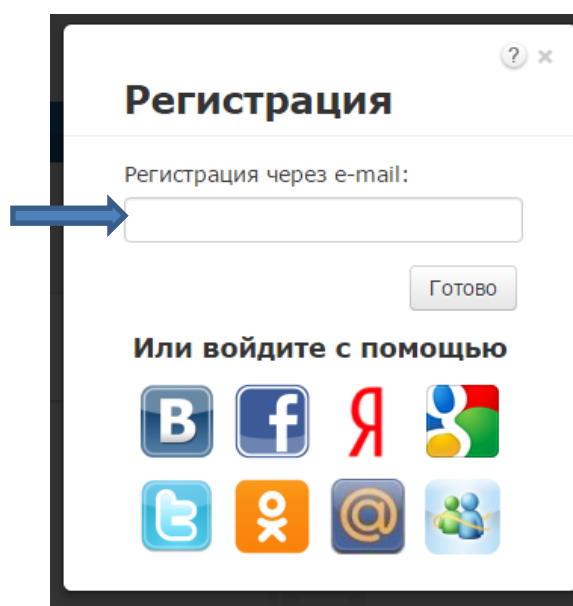 ?
Регистрация
Регистрация через e-mail:
Готово
Или войдите с помощью